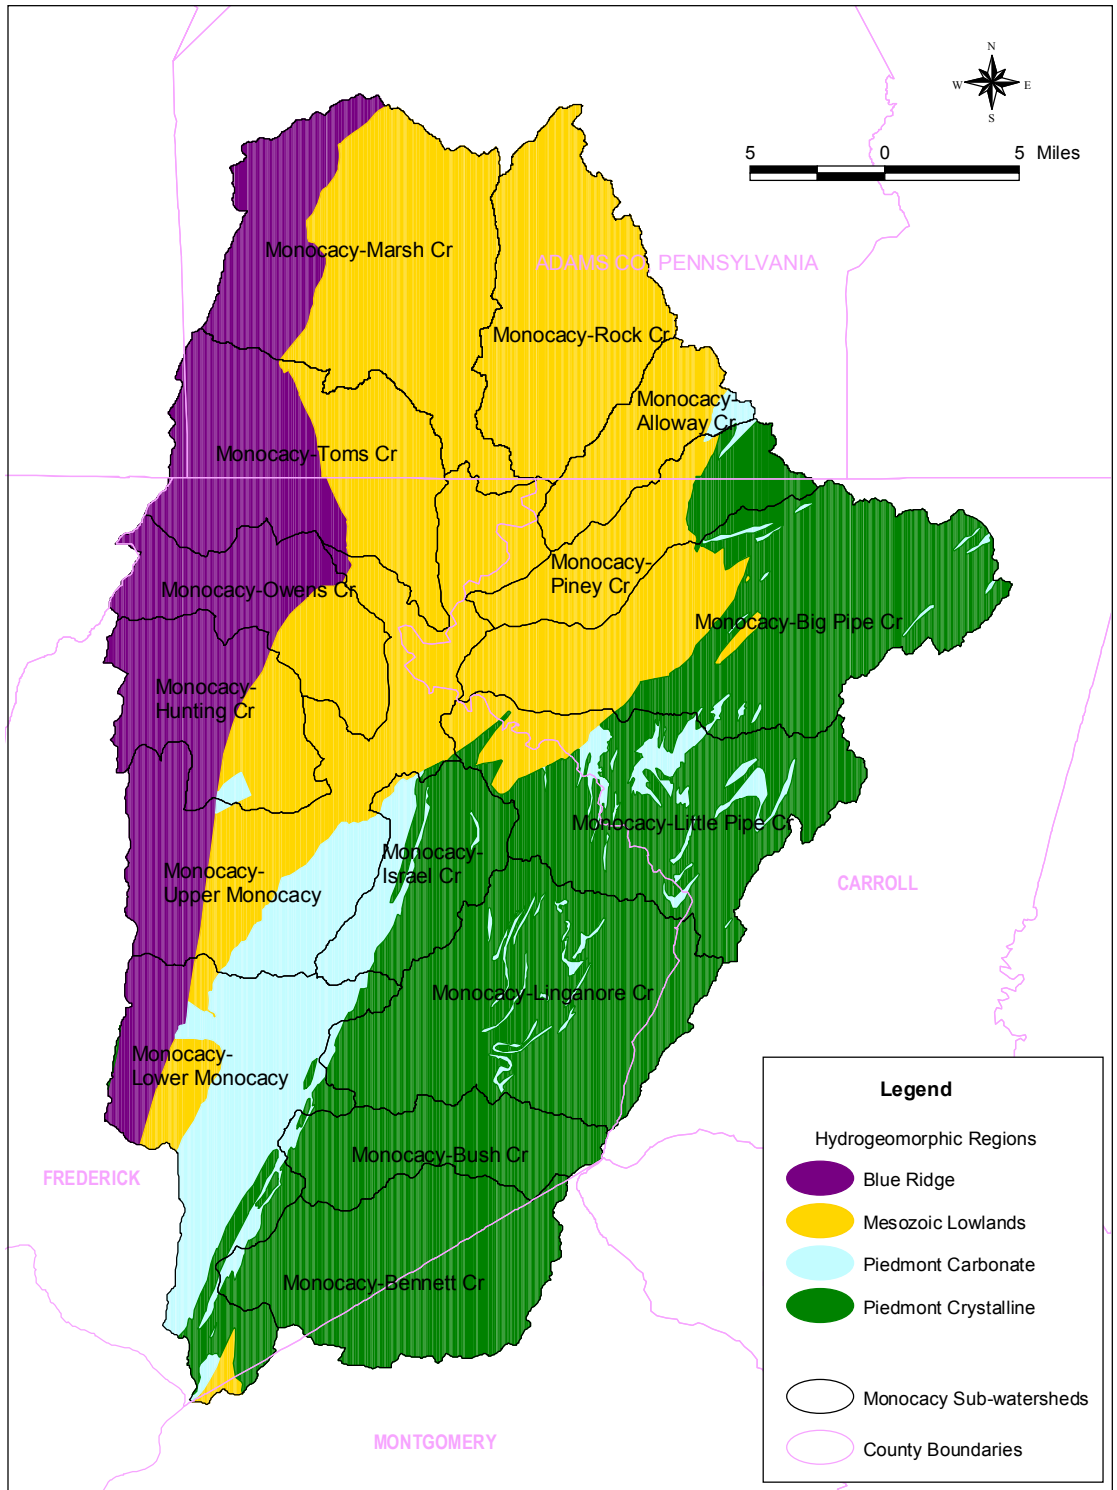 N
W E
S
5 0 5 Miles
Monocacy-Marsh Cr
ADAMS CO, PENNSYLVANIA
Monocacy-Rock Cr
Monocacy-
Alloway Cr
Monocacy-Toms Cr
Monocacy-
Piney Cr
Monocacy-Owens Cr
Monocacy-Big Pipe Cr
Monocacy-
Hunting Cr
Monocacy-Little Pipe Cr
Monocacy-
Israel Cr
Monocacy-
Upper Monocacy
CARROLL
Monocacy-Linganore Cr
Monocacy-
Lower Monocacy
Monocacy-Bush Cr
FREDERICK
Monocacy-Bennett Cr
MONTGOMERY
Legend
Hydrogeomorphic Regions
Blue Ridge
Mesozoic Lowlands
Piedmont Carbonate
Piedmont Crystalline
Monocacy Sub-watersheds
County Boundaries